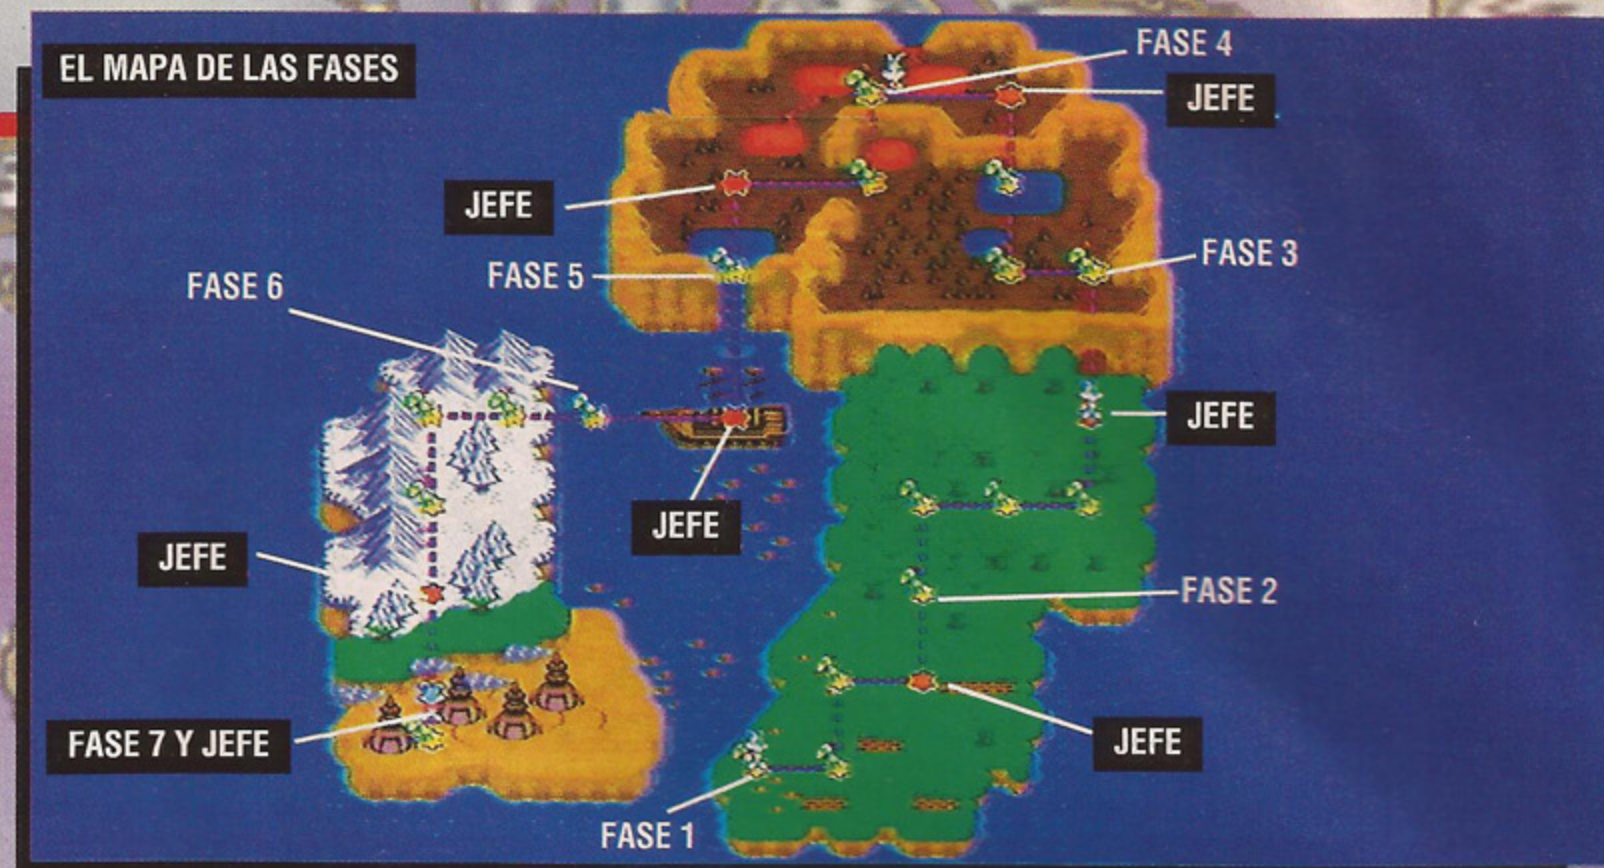 EL MAPA DE LAS FASES
FASE 4
JEFE
JEFE
FASE 3
FASE 5
FASE 6
JEFE
JEFE
JEFE
FASE 2
FASE 7 Y JEFE
JEFE
FASE 1